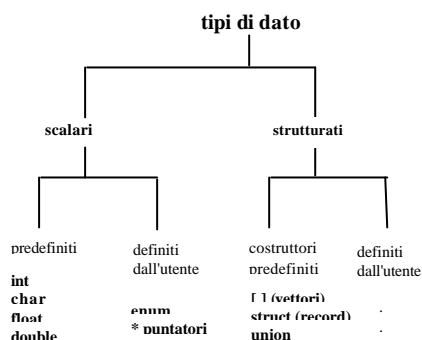 tipi di dato
scalari
strutturati
predefiniti
int
char
float
double
definiti
dall'utente
enum
* puntatori
costruttori
predefiniti
[ ] (vettori)
struct (record)
union
definiti
dall'utente
.
.